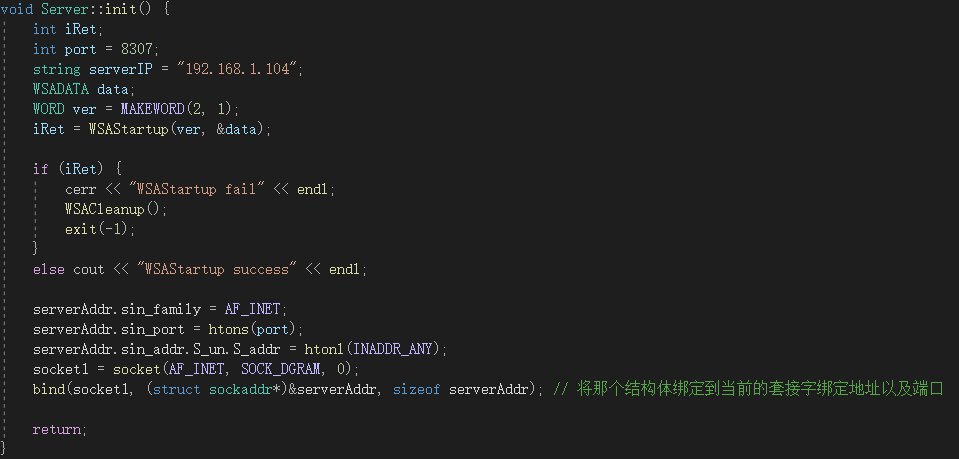 void Server::init() {
int iRet;
int port = 8307;
string serverIP = "192.168.1.104";
WSADATA data;
WORD ver = MAKEWORD(2, 1);
iRet = WSAStartup(ver, &data);
if (iRet) {
cerr << "WSAStartup fail" << endl;
WSACleanup();
exit(-1);
}
else cout << "WSAStartup success" << endl;
serverAddr.sin_family = AF_INET;
serverAddr.sin_port = htons(port);
serverAddr.sin_addr.S_un.S_addr = htonl(INADDR_ANY);
socket1 = socket(AF_INET, SOCK_DGRAM, 0);
bind(socket1, (struct sockaddr*)&serverAddr, sizeof serverAddr); // 将那个结构体绑定到当前的套接字绑定地址以及端口
return;
}